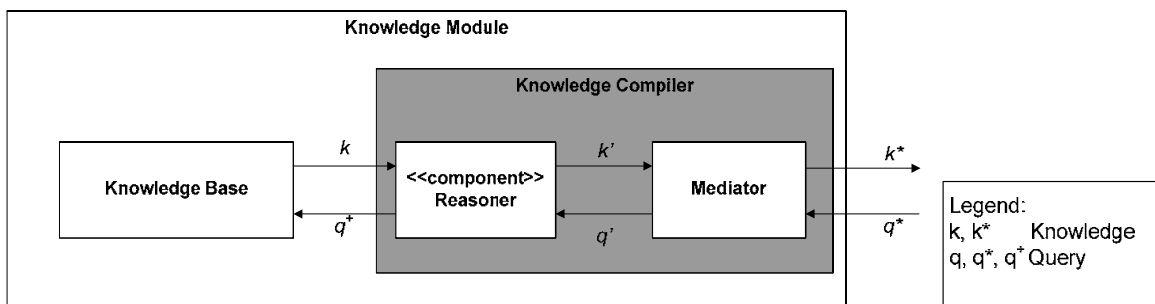 Knowledge Module
Knowledge Compiler
Knowledge Base
k
q+
<<component>>
Reasoner
k’
q’
Mediator
k*
q*
Legend:
k, k* Knowledge
q, q*, q+ Query